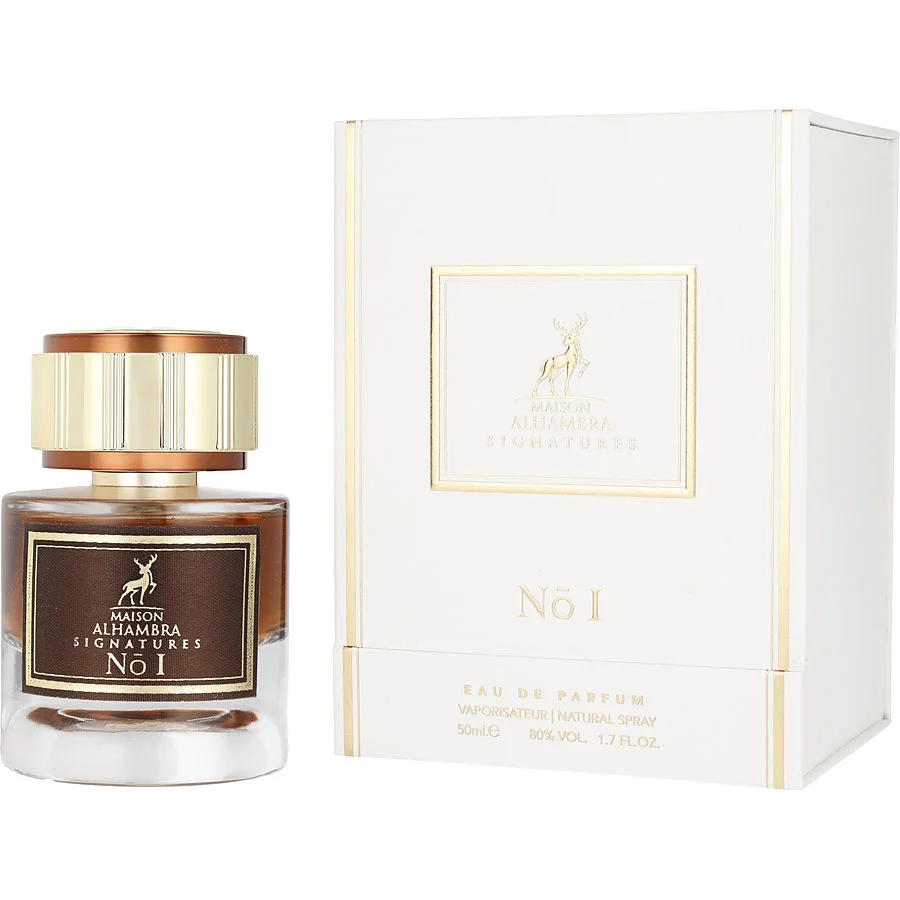 MAISON
ALHAMBRA
SIGNATURES
Nō I
MAISON
ALHAMBRA
SIGNATURES
Nō I
EAU DE PARFUM
VAPORISATEUR | NATURAL SPRAY
50ml.e 80% VOL. 1.7 FL.OZ.